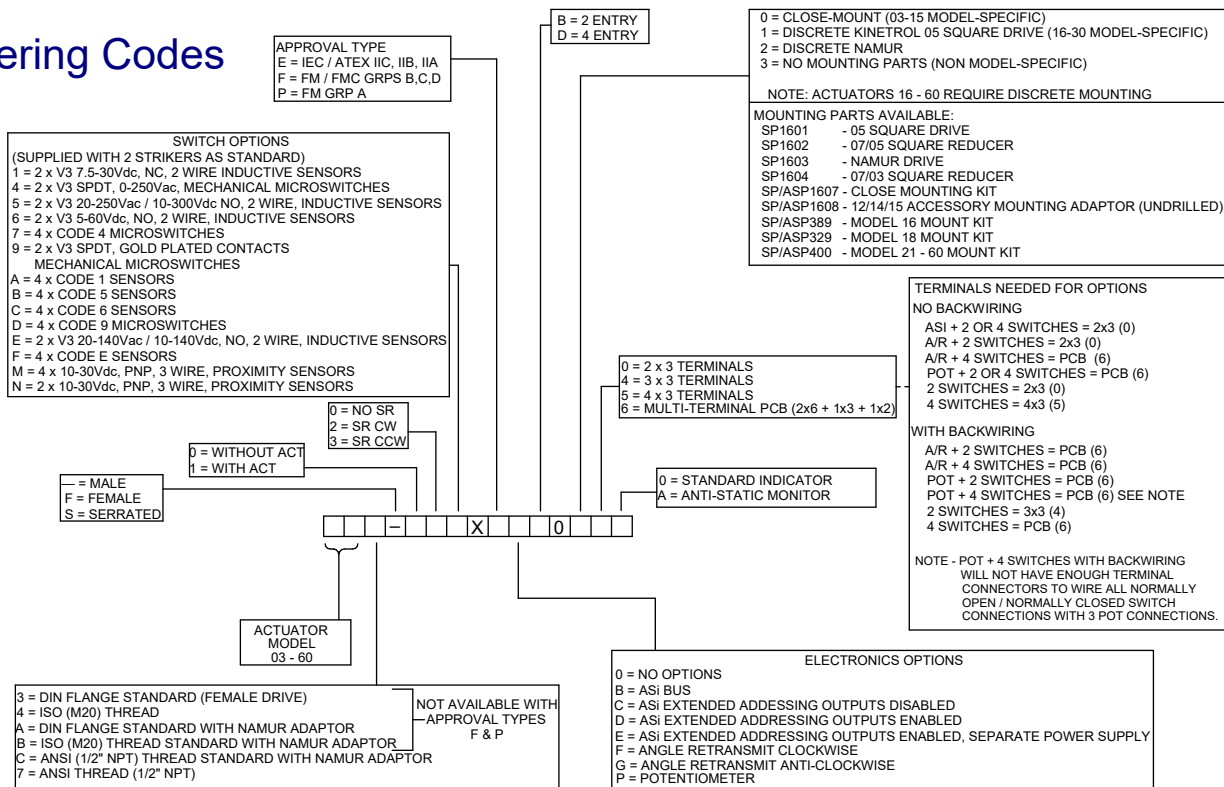 ering Codes
APPROVAL TYPE
E = IEC / ATEX IIC, IIB, IIA
F = FM / FMC GRPS B,C,D
P = FM GRP A
B = 2 ENTRY
D = 4 ENTRY
0 = CLOSE-MOUNT (03-15 MODEL-SPECIFIC)
1 = DISCRETE KINETROL 05 SQUARE DRIVE (16-30 MODEL-SPECIFIC)
2 = DISCRETE NAMUR
3 = NO MOUNTING PARTS (NON MODEL-SPECIFIC)
NOTE: ACTUATORS 16 - 60 REQUIRE DISCRETE MOUNTING
MOUNTING PARTS AVAILABLE:
SP1601 - 05 SQUARE DRIVE
SP1602 - 07/05 SQUARE REDUCER
SP1603 - NAMUR DRIVE
SP1604 - 07/03 SQUARE REDUCER
SP/ASP1607 - CLOSE MOUNTING KIT
SP/ASP1608 - 12/14/15 ACCESSORY MOUNTING ADAPTOR (UNDRILLED)
SP/ASP389 - MODEL 16 MOUNT KIT
SP/ASP329 - MODEL 18 MOUNT KIT
SP/ASP400 - MODEL 21 - 60 MOUNT KIT
SWITCH OPTIONS
(SUPPLIED WITH 2 STRIKERS AS STANDARD)
1 = 2 x V3 7.5-30Vdc, NC, 2 WIRE INDUCTIVE SENSORS
4 = 2 x V3 SPDT, 0-250Vac, MECHANICAL MICROSWITCHES
5 = 2 x V3 20-250Vac / 10-300Vdc NO, 2 WIRE, INDUCTIVE SENSORS
6 = 2 x V3 5-60Vdc, NO, 2 WIRE, INDUCTIVE SENSORS
7 = 4 x CODE 4 MICROSWITCHES
9 = 2 x V3 SPDT, GOLD PLATED CONTACTS
MECHANICAL MICROSWITCHES
A = 4 x CODE 1 SENSORS
B = 4 x CODE 5 SENSORS
C = 4 x CODE 6 SENSORS
D = 4 x CODE 9 MICROSWITCHES
E = 2 x V3 20-140Vac / 10-140Vdc, NO, 2 WIRE, INDUCTIVE SENSORS
F = 4 x CODE E SENSORS
M = 4 x 10-30Vdc, PNP, 3 WIRE, PROXIMITY SENSORS
N = 2 x 10-30Vdc, PNP, 3 WIRE, PROXIMITY SENSORS
TERMINALS NEEDED FOR OPTIONS
NO BACKWIRING
ASI + 2 OR 4 SWITCHES = 2x3 (0)
A/R + 2 SWITCHES = 2x3 (0)
A/R + 4 SWITCHES = PCB (6)
POT + 2 OR 4 SWITCHES = PCB (6)
2 SWITCHES = 2x3 (0)
4 SWITCHES = 4x3 (5)
WITH BACKWIRING
A/R + 2 SWITCHES = PCB (6)
A/R + 4 SWITCHES = PCB (6)
POT + 2 SWITCHES = PCB (6)
POT + 4 SWITCHES = PCB (6) SEE NOTE
2 SWITCHES = 3x3 (4)
4 SWITCHES = PCB (6)
NOTE - POT + 4 SWITCHES WITH BACKWIRING
WILL NOT HAVE ENOUGH TERMINAL
CONNECTORS TO WIRE ALL NORMALLY
OPEN / NORMALLY CLOSED SWITCH
CONNECTIONS WITH 3 POT CONNECTIONS.
0 = 2 x 3 TERMINALS
4 = 3 x 3 TERMINALS
5 = 4 x 3 TERMINALS
6 = MULTI-TERMINAL PCB (2x6 + 1x3 + 1x2)
0 = NO SR
2 = SR CW
3 = SR CCW
0 = WITHOUT ACT
1 = WITH ACT
— = MALE
F = FEMALE
S = SERRATED
0 = STANDARD INDICATOR
A = ANTI-STATIC MONITOR
– X 0
ACTUATOR
MODEL
03 - 60
3 = DIN FLANGE STANDARD (FEMALE DRIVE)
4 = ISO (M20) THREAD
A = DIN FLANGE STANDARD WITH NAMUR ADAPTOR
B = ISO (M20) THREAD STANDARD WITH NAMUR ADAPTOR
C = ANSI (1/2" NPT) THREAD STANDARD WITH NAMUR ADAPTOR
7 = ANSI THREAD (1/2" NPT)
NOT AVAILABLE WITH
APPROVAL TYPES
F & P
ELECTRONICS OPTIONS
0 = NO OPTIONS
B = ASi BUS
C = ASi EXTENDED ADDESSING OUTPUTS DISABLED
D = ASi EXTENDED ADDRESSING OUTPUTS ENABLED
E = ASi EXTENDED ADDRESSING OUTPUTS ENABLED, SEPARATE POWER SUPPLY
F = ANGLE RETRANSMIT CLOCKWISE
G = ANGLE RETRANSMIT ANTI-CLOCKWISE
P = POTENTIOMETER